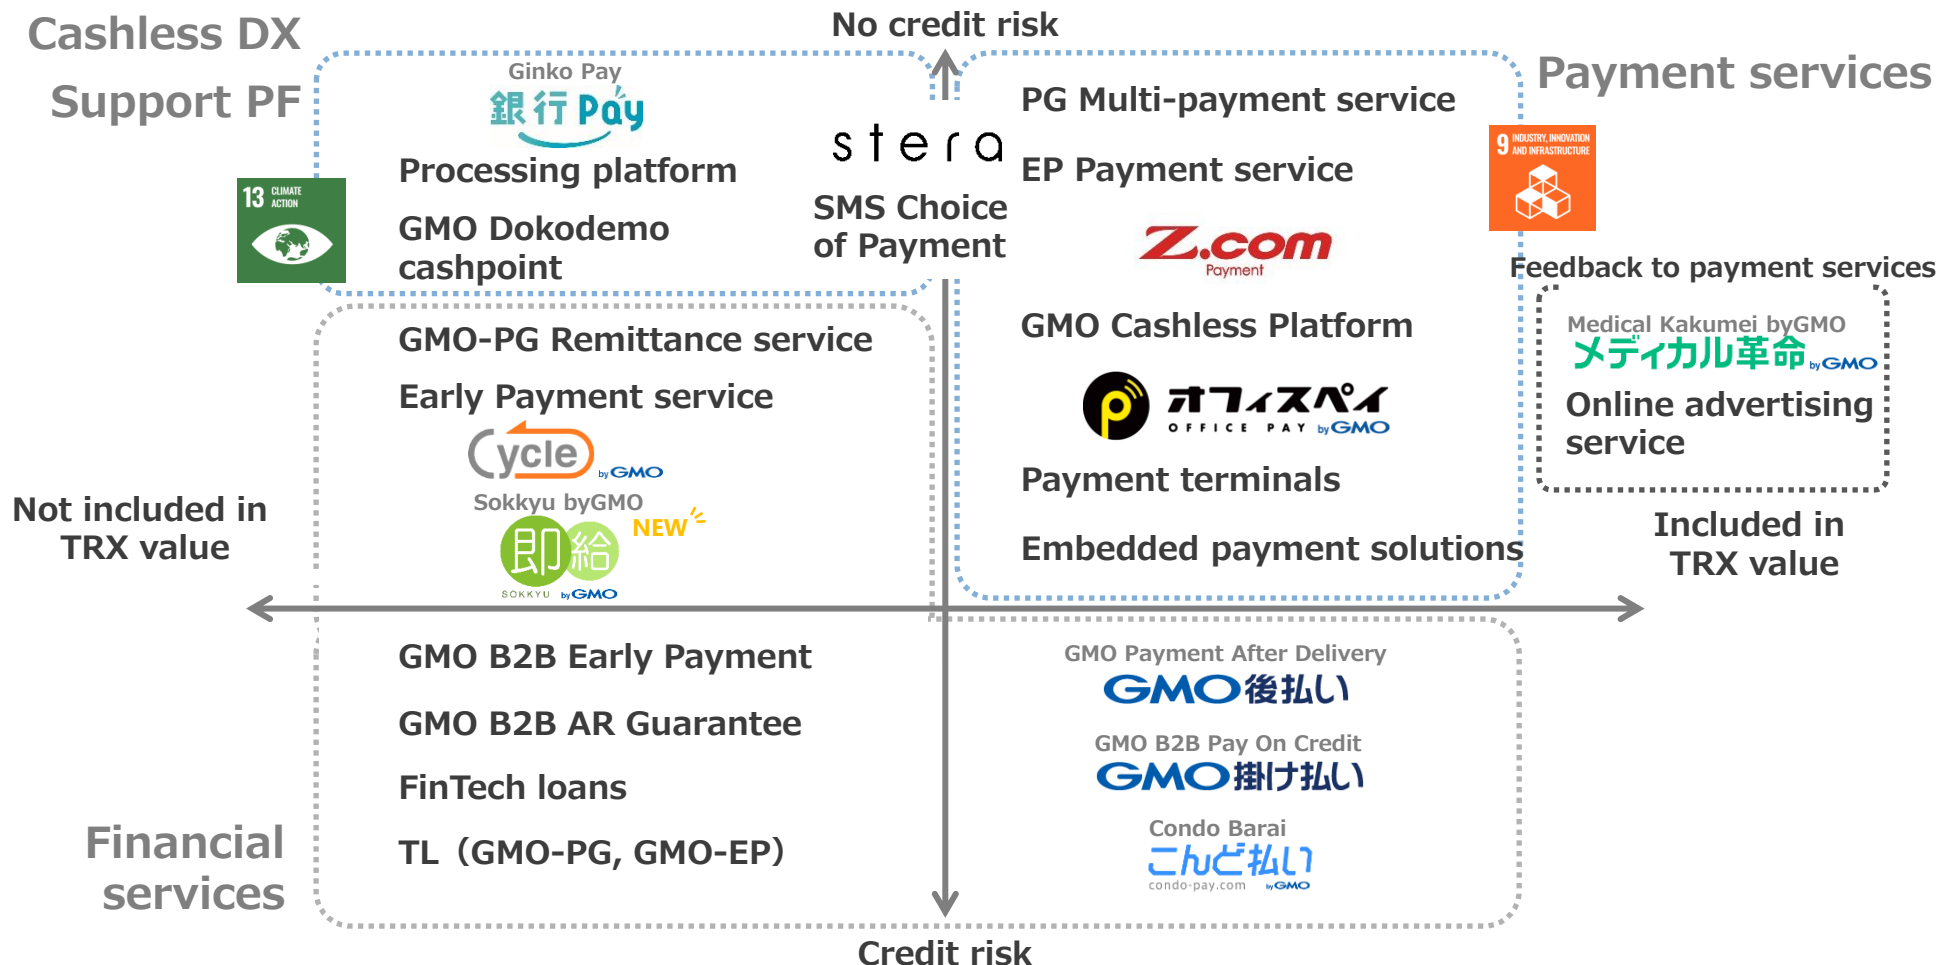 No credit risk
Cashless DX
Support PF
Ginko Pay
銀行Pay
Processing platform
GMO Dokodemo
cashpoint
13 CLIMATE
ACTION
stera
SMS Choice
of Payment
Payment services
PG Multi-payment service
EP Payment service
Z.com
Payment
GMO Cashless Platform
オフィスペイ
OFFICE PAY byGMO
Payment terminals
Embedded payment solutions
9 INDUSTRY, INNOVATION
AND INFRASTRUCTURE
Feedback to payment services
Medical Kakumei byGMO
メディカル革命 byGMO
Online advertising
service
GMO-PG Remittance service
Early Payment service
Cycle byGMO
Sokkyu byGMO
即給 NEW
SOKKYU byGMO
Not included in
TRX value
Included in
TRX value
GMO B2B Early Payment
GMO B2B AR Guarantee
FinTech loans
TL（GMO-PG, GMO-EP）
Financial
services
GMO Payment After Delivery
GMO後払い
GMO B2B Pay On Credit
GMO掛け払い
Condo Barai
こんど払い
condo-pay.com byGMO
Credit risk